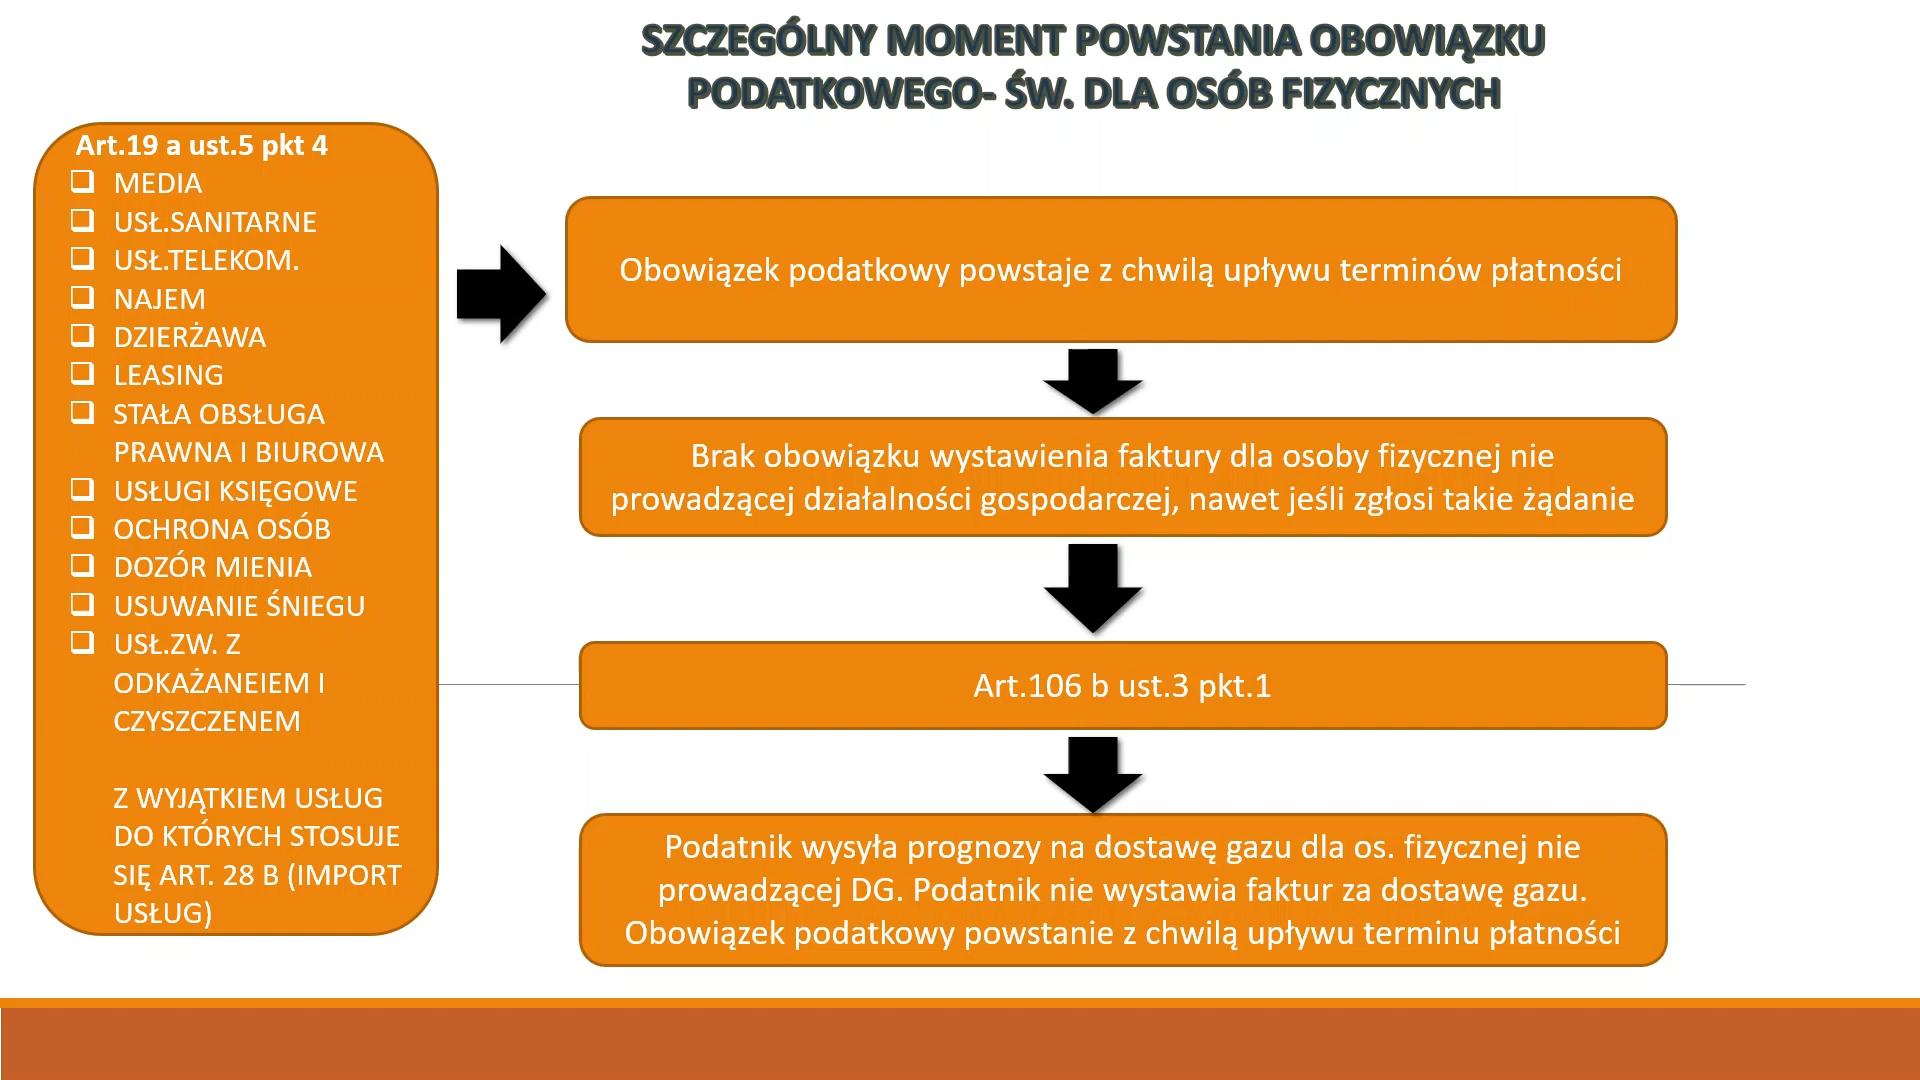 SZCZEGÓLNY MOMENT POWSTANIA OBOWIĄZKU
PODATKOWEGO- ŚW. DLA OSÓB FIZYCZNYCH
Art.19 a ust.5 pkt 4
MEDIA
USŁ.SANITARNE
USŁ.TELEKOM.
NAJEM
DZIERŻAWA
LEASING
STAŁA OBSŁUGA
PRAWNA I BIUROWA
USŁUGI KSIĘGOWE
OCHRONA OSÓB
DOZÓR MIENIA
USUWANIE ŚNIEGU
USŁ.ZW. Z
ODKAŻANEIEM I
CZYSZCZENEM
Z WYJĄTKIEM USŁUG
DO KTÓRYCH STOSUJE
SIĘ ART. 28 B (IMPORT
USŁUG)
Obowiązek podatkowy powstaje z chwilą upływu terminów płatności
Brak obowiązku wystawienia faktury dla osoby fizycznej nie
prowadzącej działalności gospodarczej, nawet jeśli zgłosi takie żądanie
Art.106 b ust.3 pkt.1
Podatnik wysyła prognozy na dostawę gazu dla os. fizycznej nie
prowadzącej DG. Podatnik nie wystawia faktur za dostawę gazu.
Obowiązek podatkowy powstanie z chwilą upływu terminu płatności